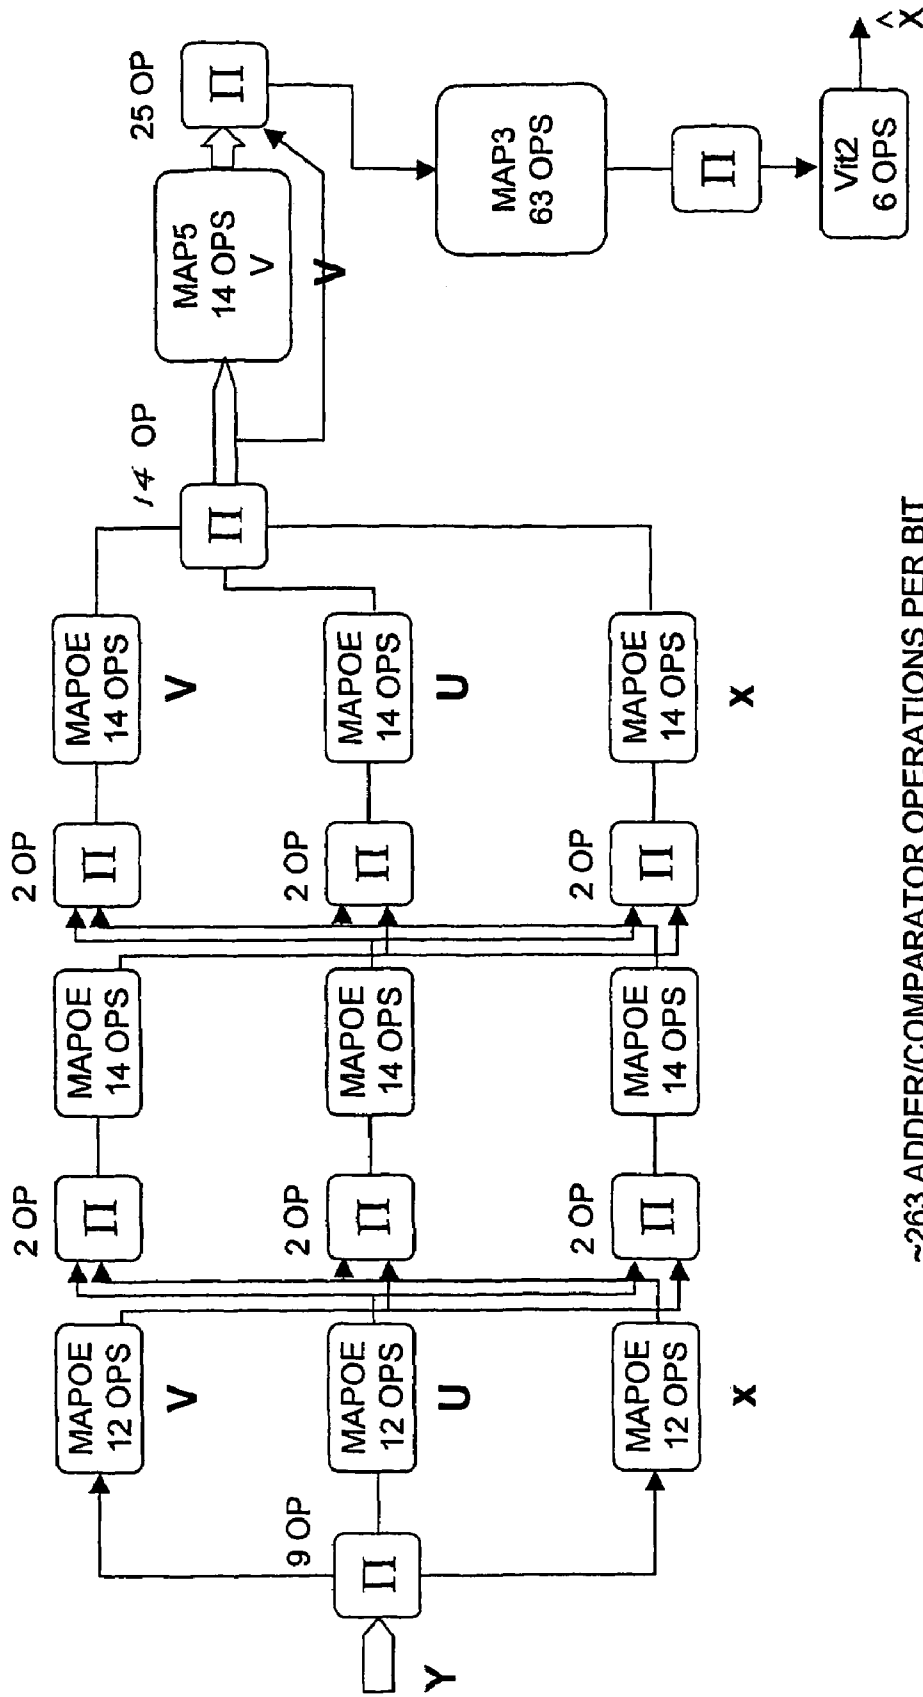 Y
Π
9 OP
MAPOE
12 OPS
V
MAPOE
12 OPS
U
MAPOE
12 OPS
x
2 OP
Π
2 OP
Π
2 OP
Π
MAPOE
14 OPS
MAPOE
14 OPS
MAPOE
14 OPS
2 OP
Π
2 OP
Π
2 OP
Π
MAPOE
14 OPS
V
MAPOE
14 OPS
U
MAPOE
14 OPS
x
14 OP
Π
MAP5
14 OPS
V
V
25 OP
Π
MAP3
63 OPS
Π
Vit2
6 OPS
X̂
~263 ADDER/COMPARATOR OPERATIONS PER BIT